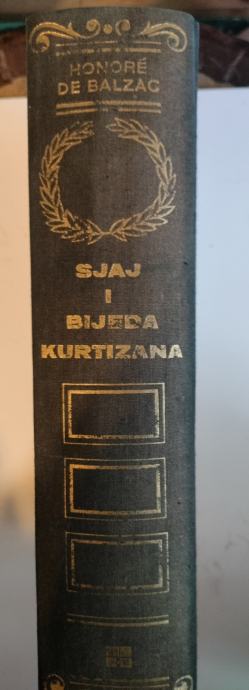 HONORÉ
DE BALZAC
SJAJ
I
BIJEDA
KURTIZANA